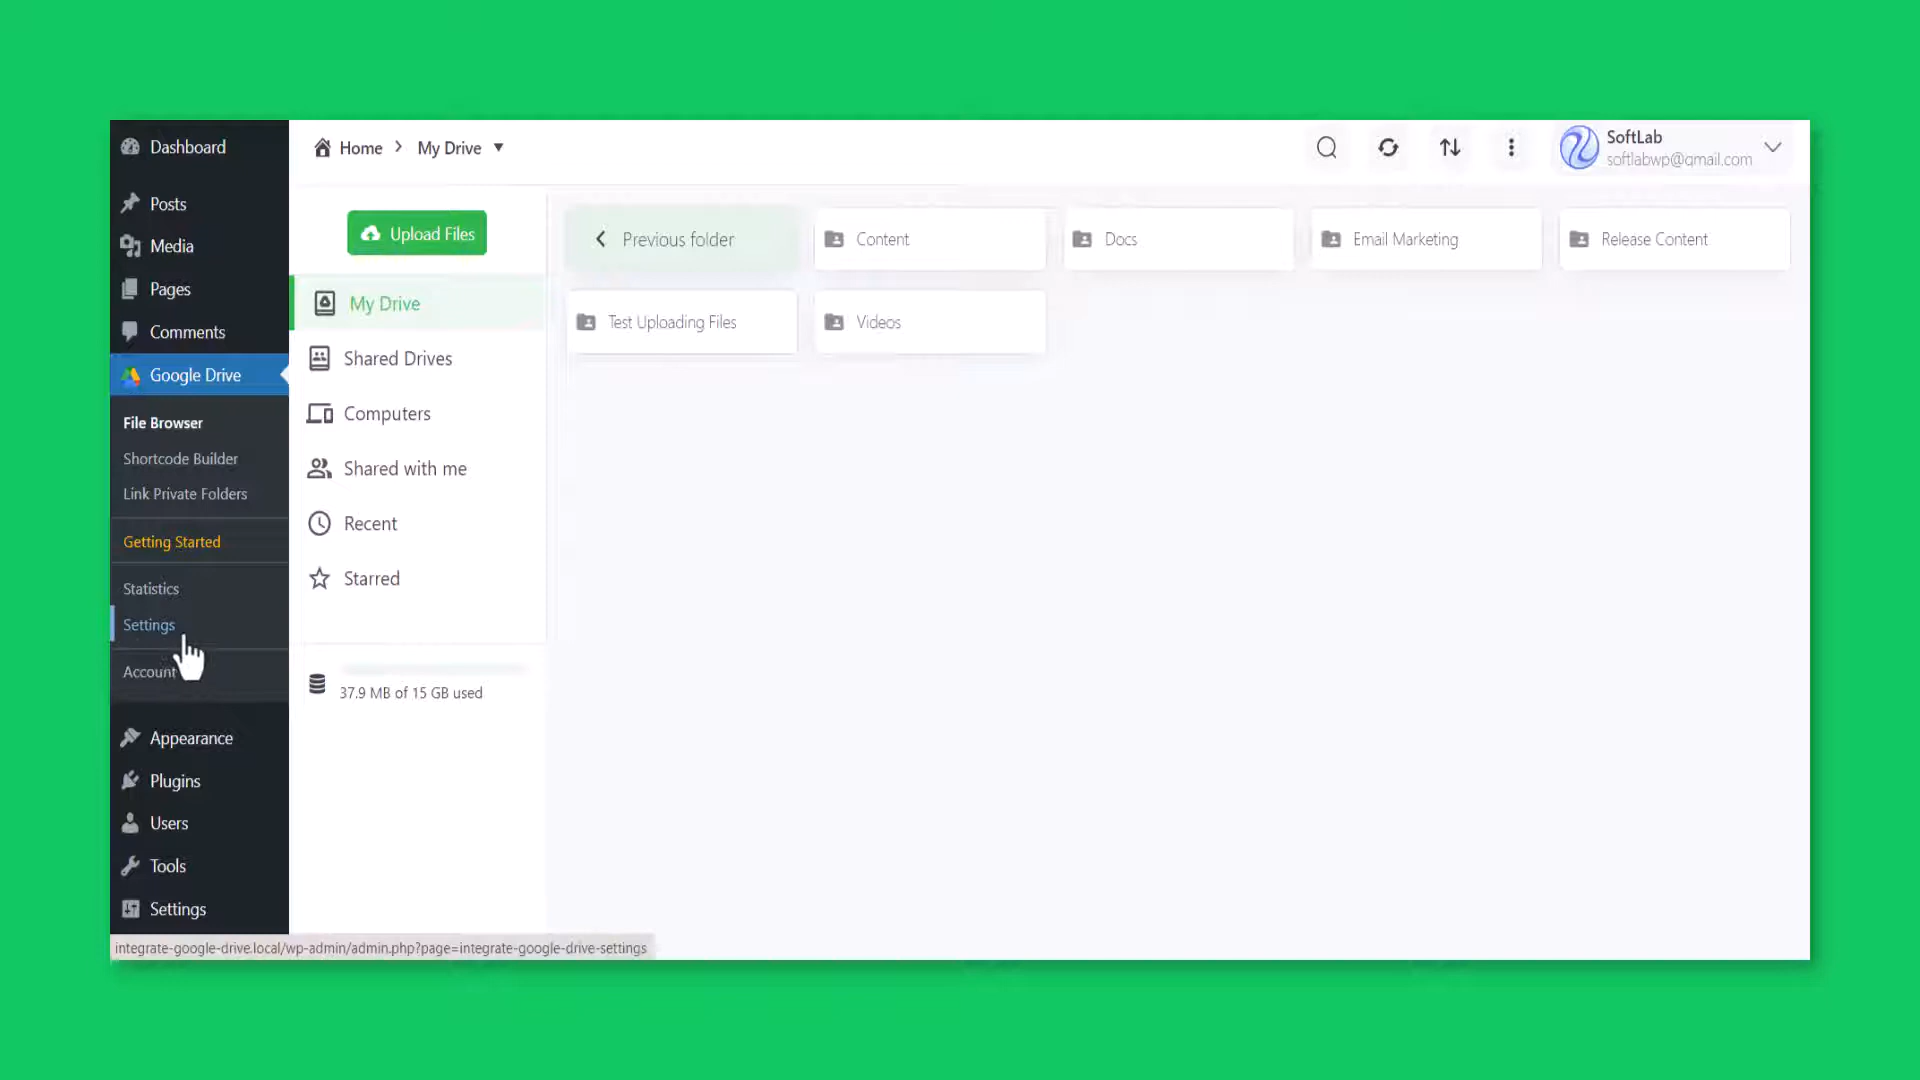 Dashboard
Posts
Media
Pages
Comments
Google Drive
File Browser
Shortcode Builder
Link Private Folders
Getting Started
Statistics
Settings
Account
Appearance
Plugins
Users
Tools
Settings
Home
My Drive
SoftLab
softlabwp@gmail.com
Upload Files
My Drive
Shared Drives
Computers
Shared with me
Recent
Starred
37.9 MB of 15 GB used
Previous folder
Content
Docs
Email Marketing
Release Content
Test Uploading Files
Videos
integrate-google-drive.local/wp-admin/admin.php?page=integrate-google-drive-settings